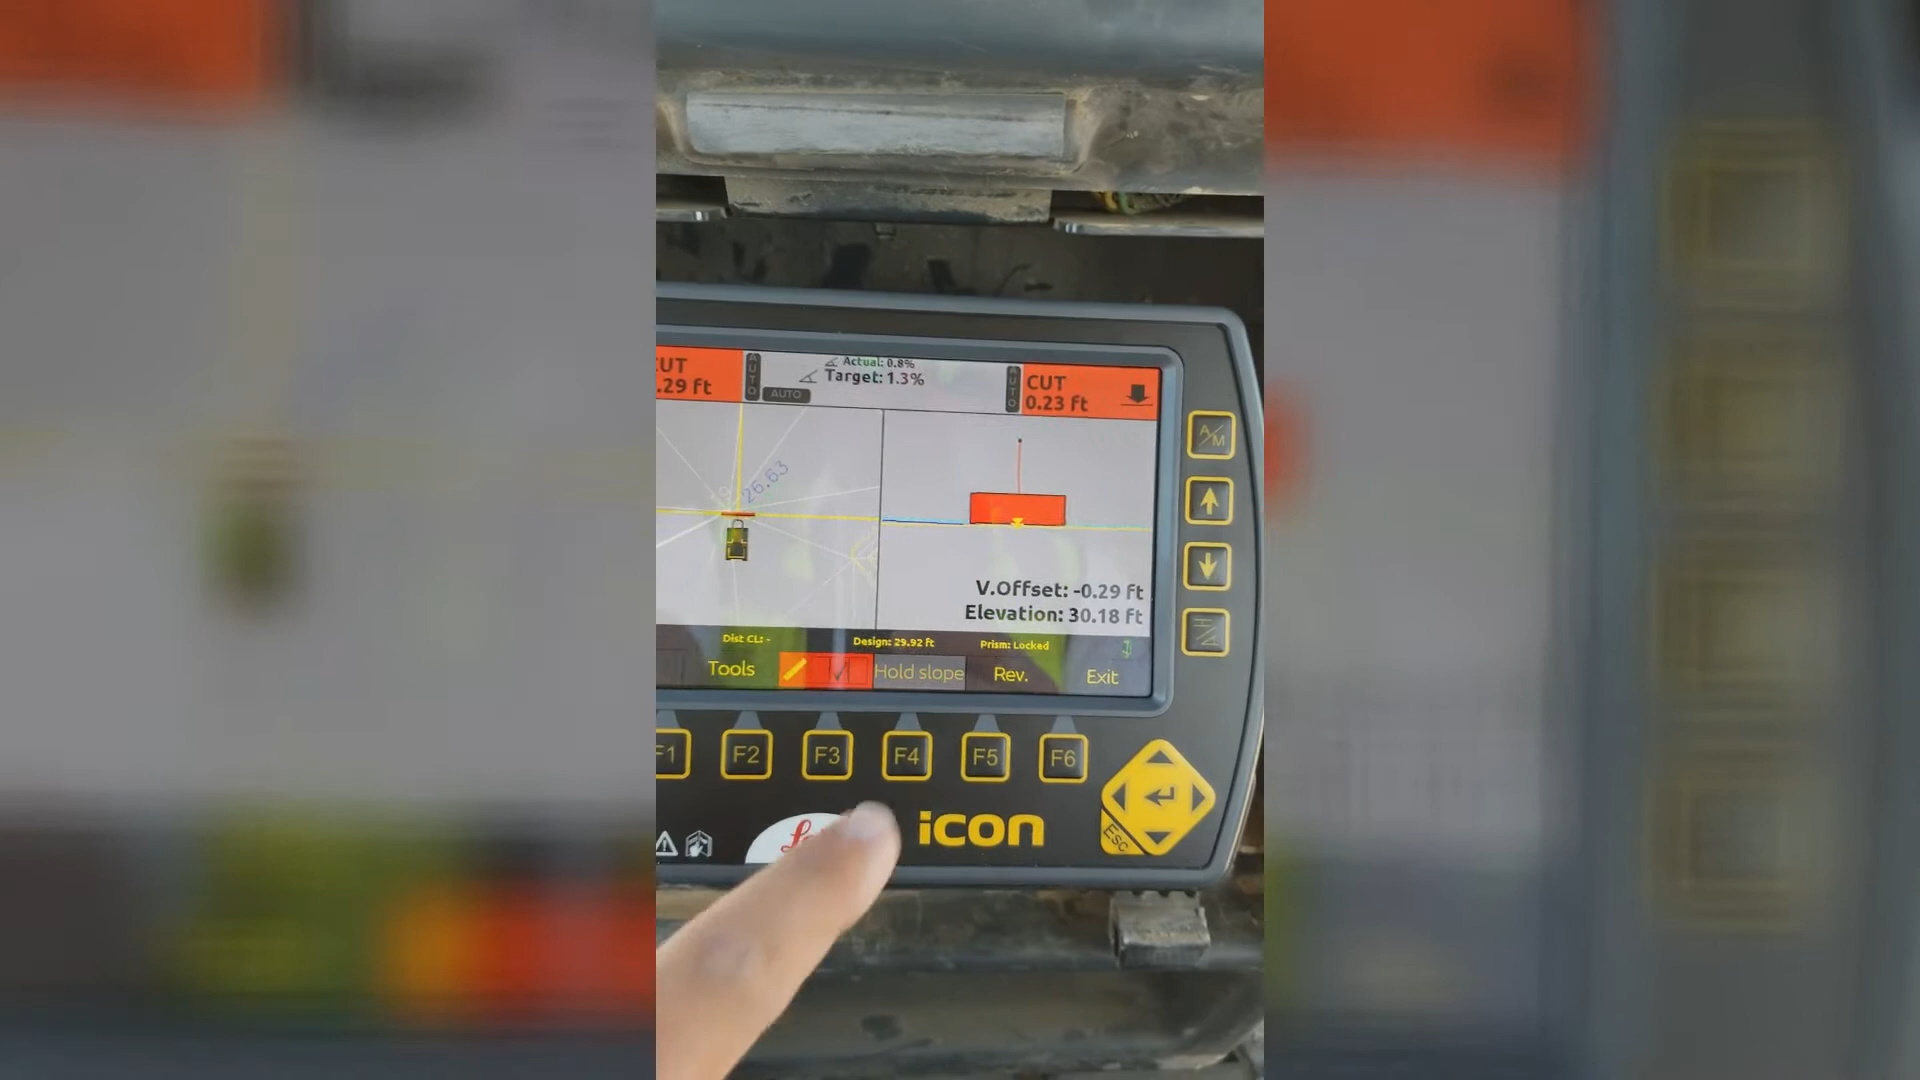 CUT
.29 ft
AUTO
AUTO
Actual: 0.8%
Target: 1.3%
AUTO
CUT
0.23 ft
26.63
V.Offset: -0.29 ft
Elevation: 30.18 ft
Dist CL: -
Design: 29.92 ft
Prism: Locked
Tools
Hold slope
Rev.
Exit
A/M
F1
F2
F3
F4
F5
F6
icon
ESC